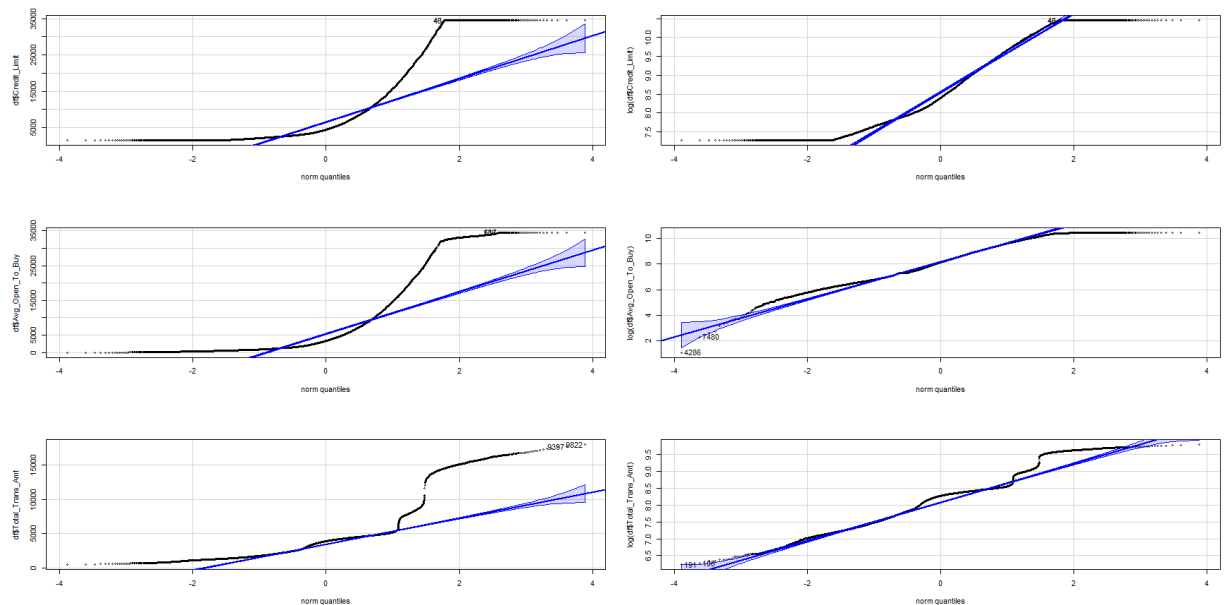 df$Credit_Limit
35000
25000
15000
5000
-4 -2 0 2 4
norm quantiles
log(df$Credit_Limit)
10.0
9.5
9.0
8.5
8.0
7.5
-4 -2 0 2 4
norm quantiles
df$Avg_Open_To_Buy
35000
25000
15000
5000
0
-4 -2 0 2 4
norm quantiles
log(df$Avg_Open_To_Buy)
10
8
6
4
2
7480
4286
-4 -2 0 2 4
norm quantiles
df$Total_Trans_Amt
15000
10000
5000
0
9397 9822
-4 -2 0 2 4
norm quantiles
log(df$Total_Trans_Amt)
9.5
9.0
8.5
8.0
7.5
7.0
6.5
191
-4 -2 0 2 4
norm quantiles